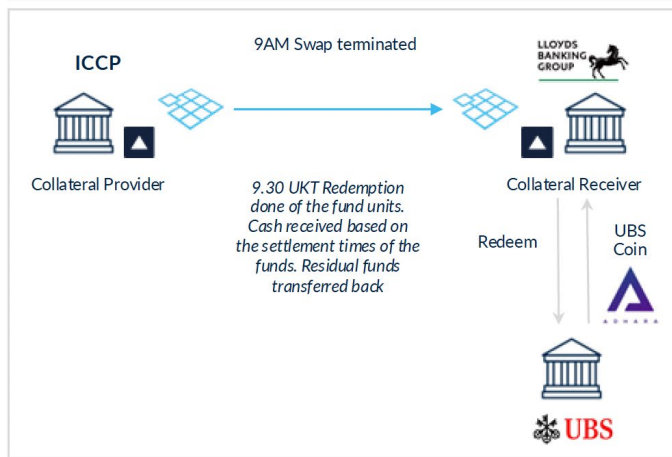 9AM Swap terminated
ICCP
LLOYDS
BANKING
GROUP
Collateral Provider
Collateral Receiver
9.30 UKT Redemption
done of the fund units.
Cash received based on
the settlement times of the
funds. Residual funds
transferred back
Redeem
UBS
Coin
ADHARA
UBS